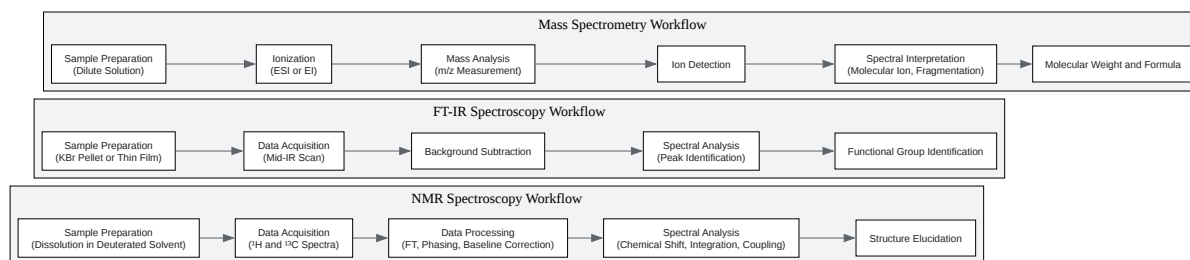 Mass Spectrometry Workflow
Sample Preparation
(Dilute Solution)
Ionization
(ESI or EI)
Mass Analysis
(m/z Measurement)
Ion Detection
Spectral Interpretation
(Molecular Ion, Fragmentation)
Molecular Weight and Formula
FT-IR Spectroscopy Workflow
Sample Preparation
(KBr Pellet or Thin Film)
Data Acquisition
(Mid-IR Scan)
Background Subtraction
Spectral Analysis
(Peak Identification)
Functional Group Identification
NMR Spectroscopy Workflow
Sample Preparation
(Dissolution in Deuterated Solvent)
Data Acquisition
(¹H and ¹³C Spectra)
Data Processing
(FT, Phasing, Baseline Correction)
Spectral Analysis
(Chemical Shift, Integration, Coupling)
Structure Elucidation